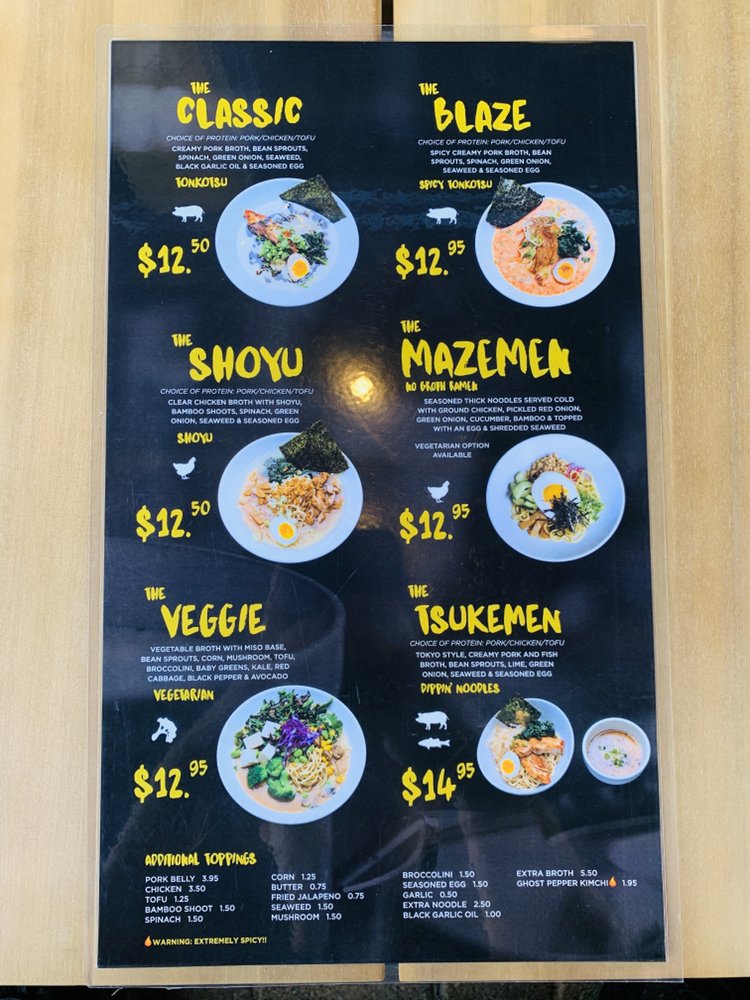 THE
CLASSIC
CHOICE OF PROTEIN: PORK/CHICKEN/TOFU
CREAMY PORK BROTH, BEAN SPROUTS,
SPINACH, GREEN ONION, SEAWEED,
BLACK GARLIC OIL & SEASONED EGG
TONKOTSU
$12.50
THE
BLAZE
CHOICE OF PROTEIN: PORK/CHICKEN/TOFU
SPICY CREAMY PORK BROTH, BEAN
SPROUTS, SPINACH, GREEN ONION,
SEAWEED & SEASONED EGG
SPICY TONKOTSU
$12.95
THE
SHOYU
CHOICE OF PROTEIN: PORK/CHICKEN/TOFU
CLEAR CHICKEN BROTH WITH SHOYU,
BAMBOO SHOOTS, SPINACH, GREEN
ONION, SEAWEED & SEASONED EGG
SHOYU
$12.50
THE
MAZEMEN
NO BROTH RAMEN
SEASONED THICK NOODLES SERVED COLD
WITH GROUND CHICKEN, PICKLED RED ONION,
GREEN ONION, CUCUMBER, BAMBOO & TOPPED
WITH AN EGG & SHREDDED SEAWEED
VEGETARIAN OPTION
AVAILABLE
$12.95
THE
VEGGIE
VEGETABLE BROTH WITH MISO BASE,
BEAN SPROUTS, CORN, MUSHROOM, TOFU,
BROCCOLINI, BABY GREENS, KALE, RED
CABBAGE, BLACK PEPPER & AVOCADO
VEGETARIAN
$12.95
THE
TSUKEMEN
CHOICE OF PROTEIN: PORK/CHICKEN/TOFU
TOKYO STYLE, CREAMY PORK AND FISH
BROTH, BEAN SPROUTS, LIME, GREEN
ONION, SEAWEED & SEASONED EGG
DIPPIN' NOODLES
$14.95
ADDITIONAL TOPPINGS
PORK BELLY 3.95
CHICKEN 3.50
TOFU 1.25
BAMBOO SHOOT 1.50
SPINACH 1.50
CORN 1.25
BUTTER 0.75
FRIED JALAPENO 0.75
SEAWEED 1.50
MUSHROOM 1.50
BROCCOLINI 1.50
SEASONED EGG 1.50
GARLIC 0.50
EXTRA NOODLE 2.50
BLACK GARLIC OIL 1.00
EXTRA BROTH 5.50
GHOST PEPPER KIMCHI🔥 1.95
🔥WARNING: EXTREMELY SPICY!!